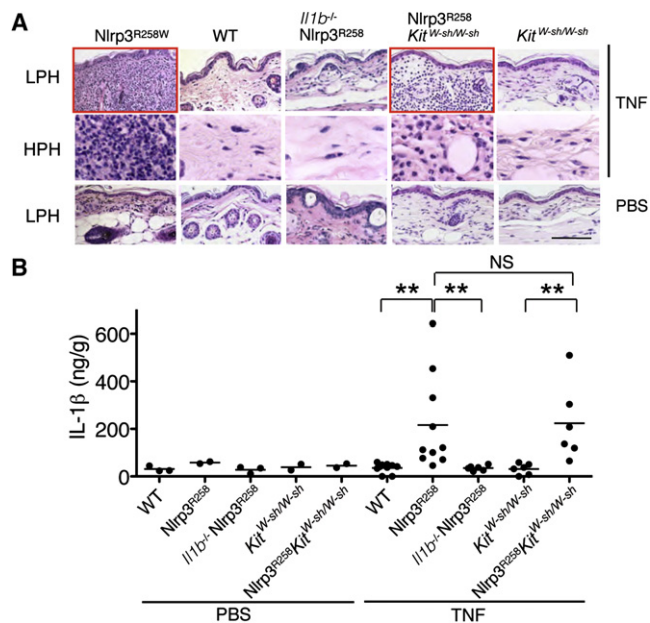 A
Nlrp3R258W
WT
Il1b-/-
Nlrp3R258
Nlrp3R258
KitW-sh/W-sh
KitW-sh/W-sh
LPH
HPH
LPH
TNF
PBS
B
NS
** ** **
IL-1β (ng/g)
600
400
200
0
WT
Nlrp3R258
Il1b-/- Nlrp3R258
KitW-sh/W-sh
Nlrp3R258KitW-sh/W-sh
WT
Nlrp3R258
Il1b-/- Nlrp3R258
KitW-sh/W-sh
Nlrp3R258KitW-sh/W-sh
PBS
TNF